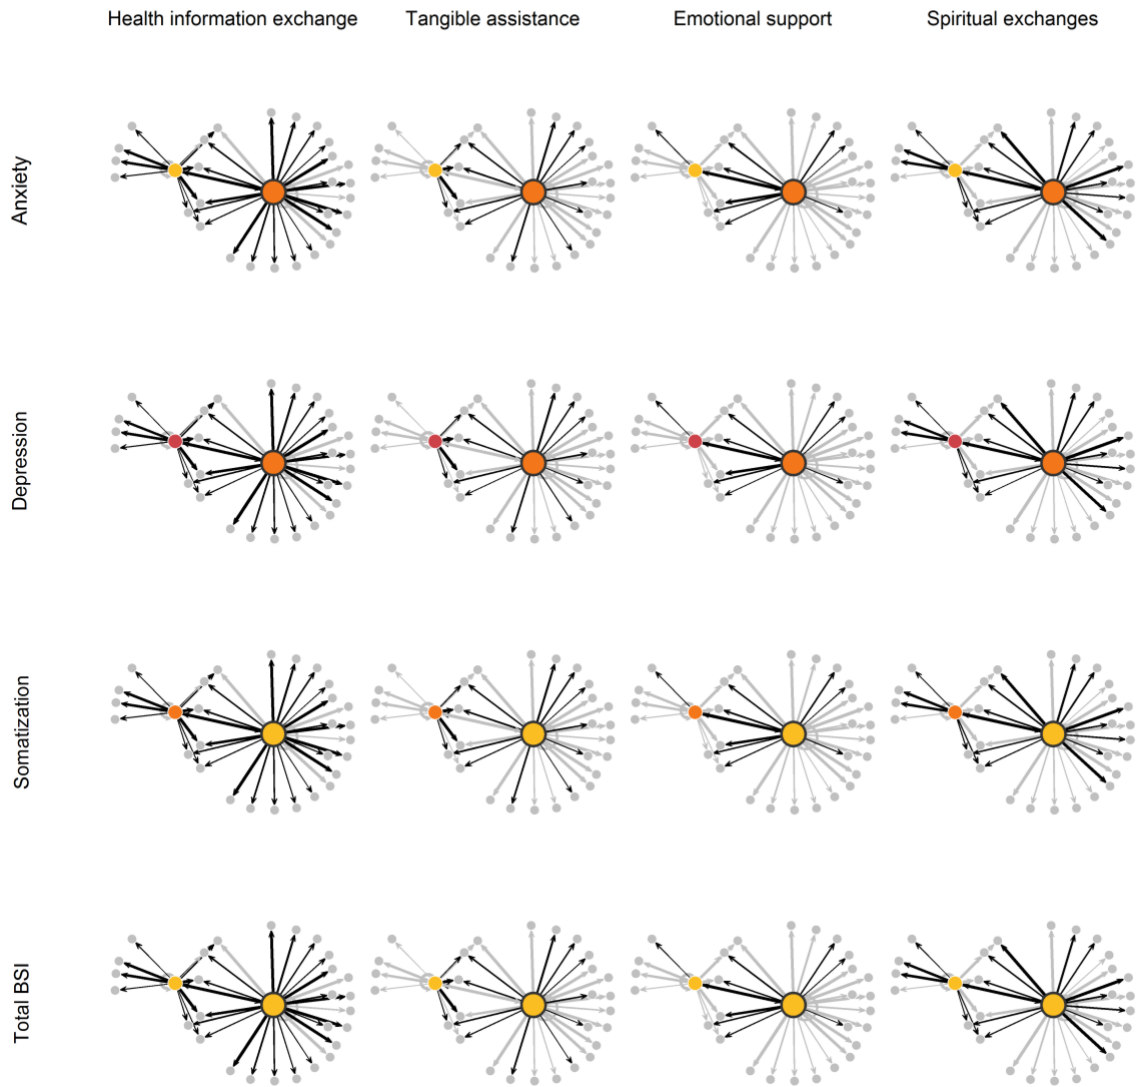 Health information exchange
Tangible assistance
Emotional support
Spiritual exchanges
Anxiety
Depression
Somatization
Total BSI